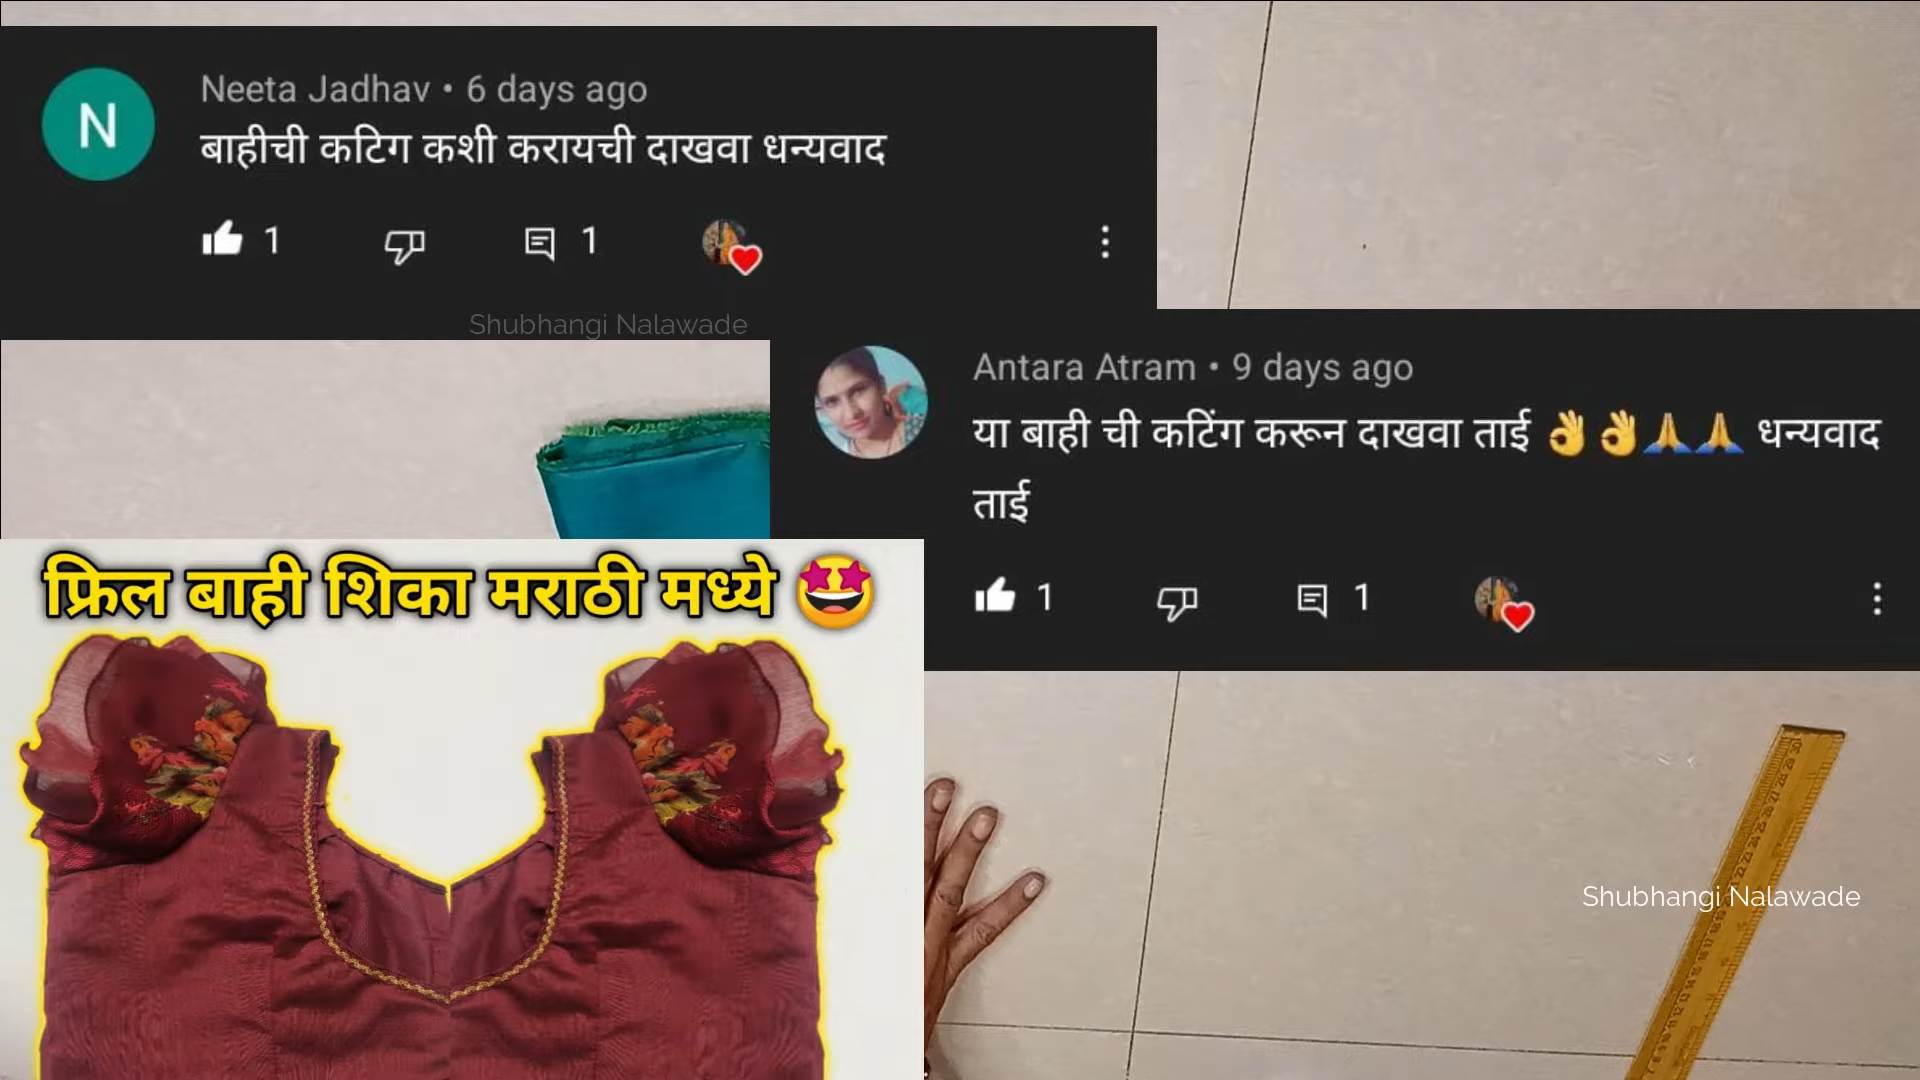 Neeta Jadhav • 6 days ago
N
बाहीची कटिग कशी करायची दाखवा धन्यवाद
1
1
Shubhangi Nalawade
Antara Atram • 9 days ago
या बाही ची कटिंग करून दाखवा ताई 👌👌🙏🙏 धन्यवाद
ताई
1
1
फ्रिल बाही शिका मराठी मध्ये 🤩
Shubhangi Nalawade